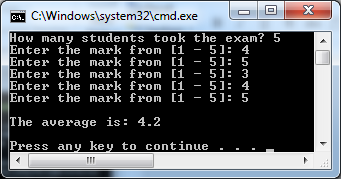 C:\Windows\system32\cmd.exe
How many students took the exam? 5
Enter the mark from [1 - 5]: 4
Enter the mark from [1 - 5]: 5
Enter the mark from [1 - 5]: 3
Enter the mark from [1 - 5]: 4
Enter the mark from [1 - 5]: 5
The average is: 4.2
Press any key to continue . . . _